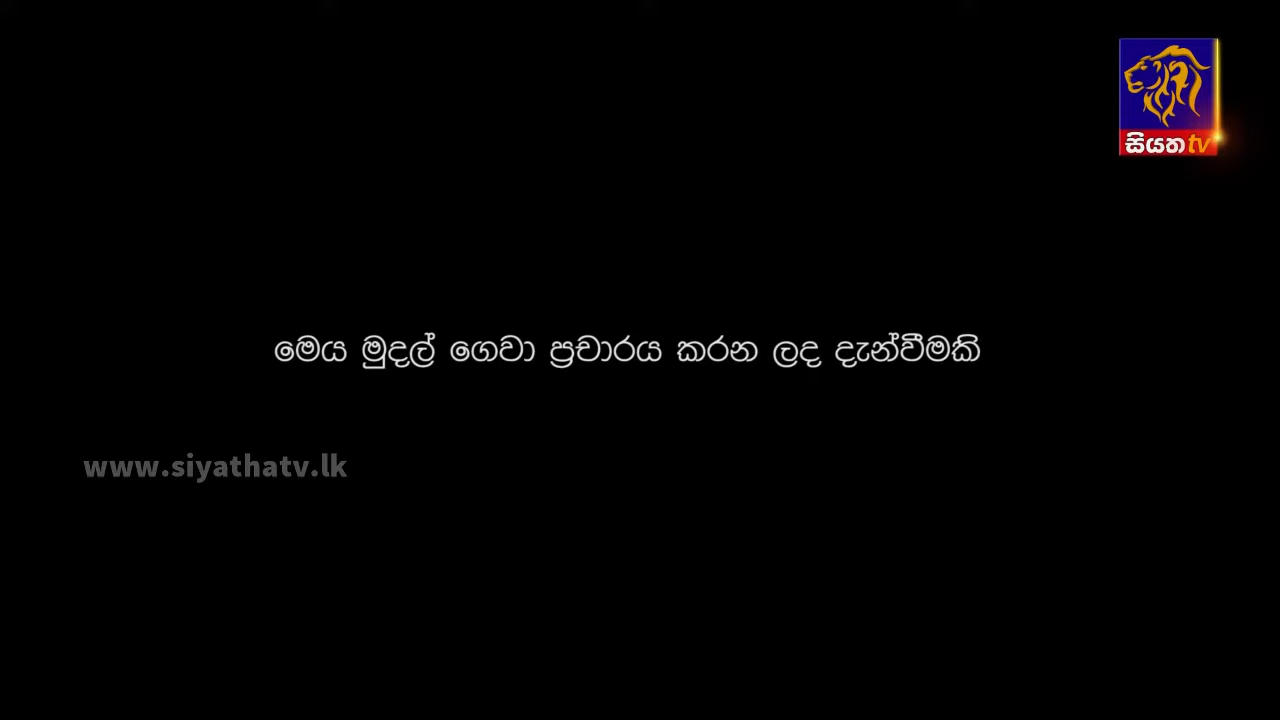 සියත tv
මෙය මුදල් ගෙවා ප්‍රචාරය කරන ලද දැන්වීමකි
www.siyathatv.lk